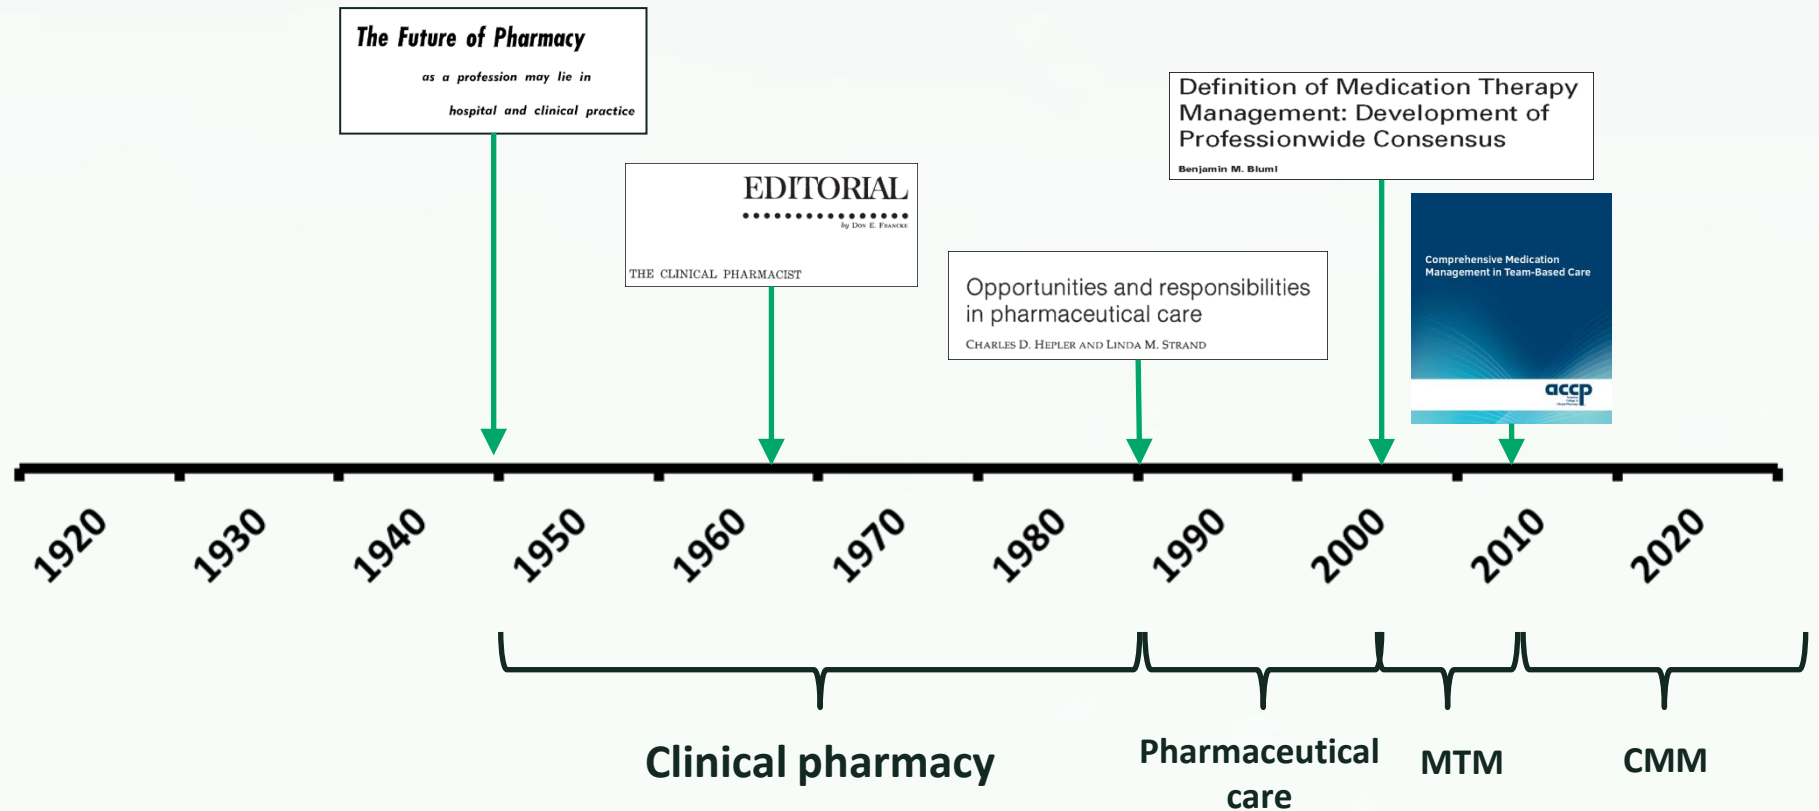 The Future of Pharmacy
as a profession may lie in
hospital and clinical practice
EDITORIAL
by DON E. FRANCKE
THE CLINICAL PHARMACIST
Opportunities and responsibilities
in pharmaceutical care
CHARLES D. HEPLER AND LINDA M. STRAND
Definition of Medication Therapy
Management: Development of
Professionwide Consensus
Benjamin M. Bluml
Comprehensive Medication
Management in Team-Based Care
accp
1920
1930
1940
1950
1960
1970
1980
1990
2000
2010
2020
Clinical pharmacy
Pharmaceutical
care
MTM
CMM